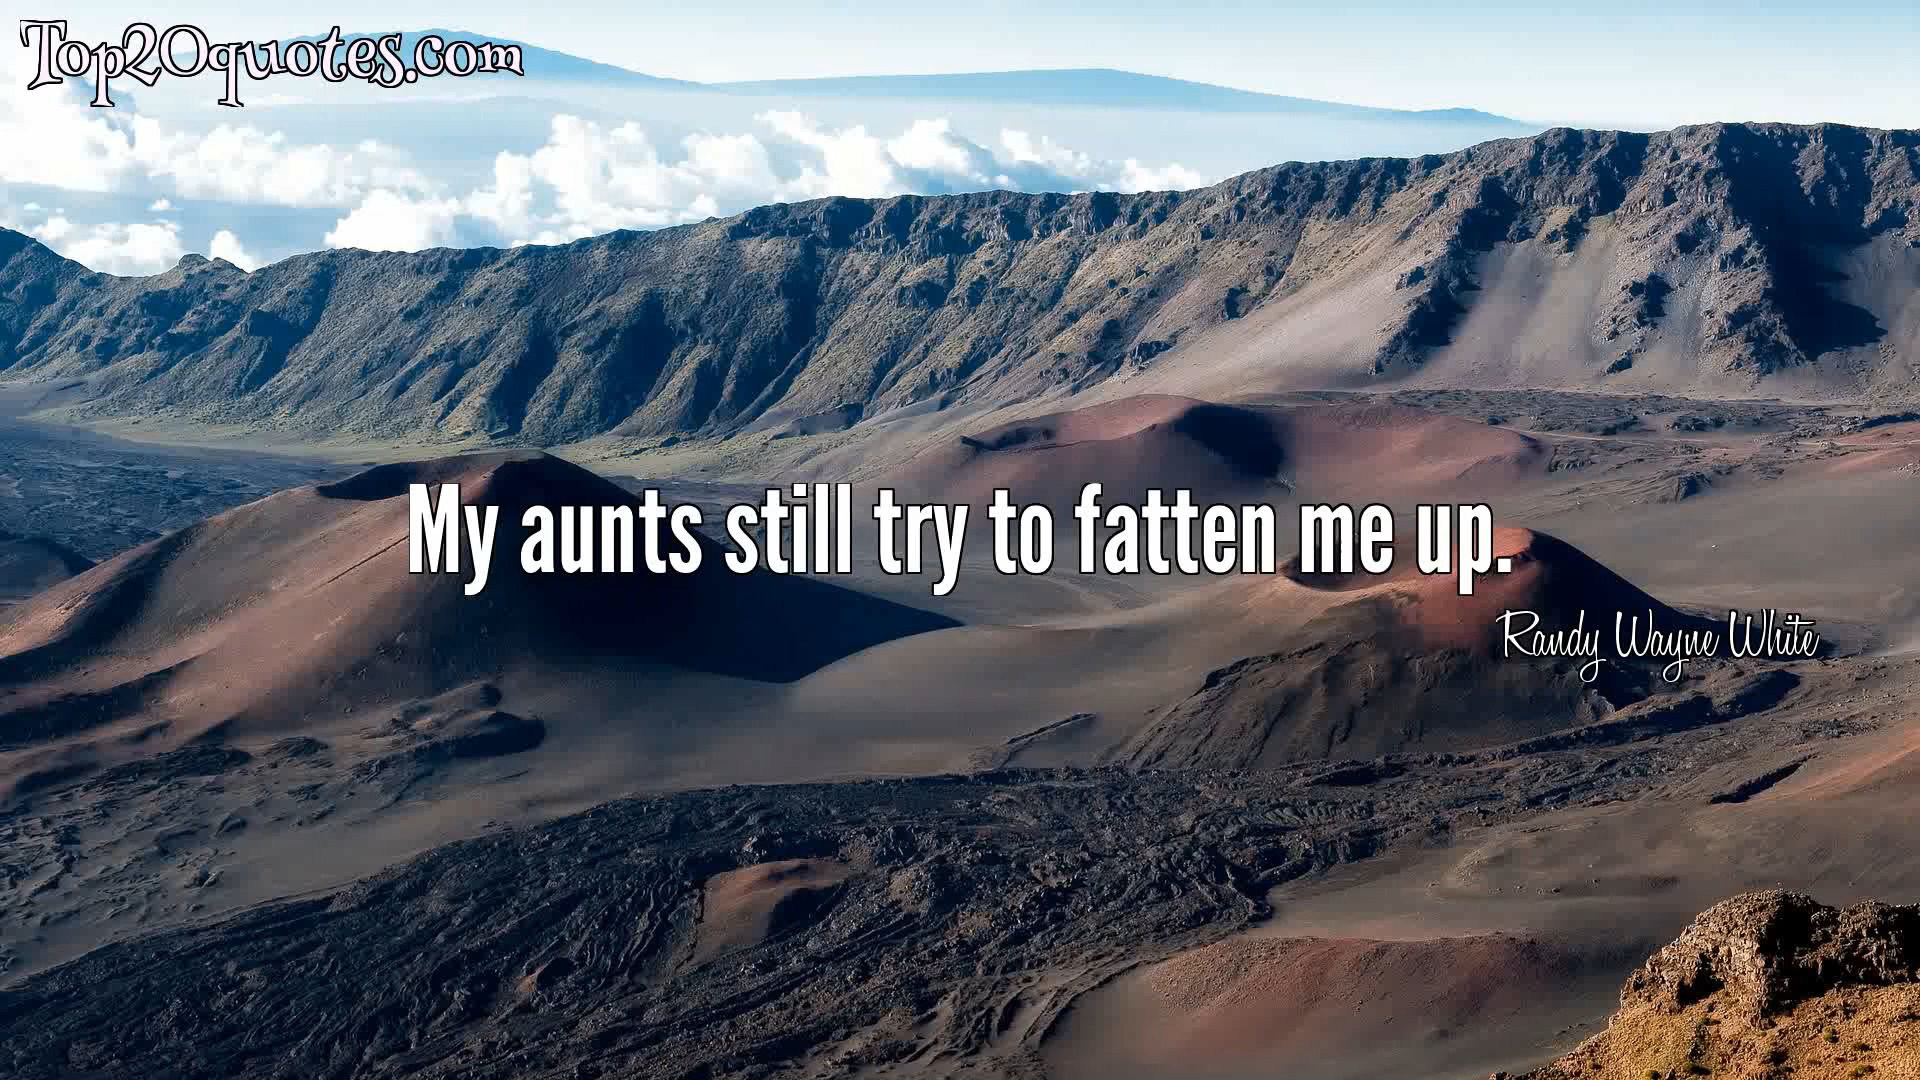 Top20quotes.com
My aunts still try to fatten me up.
Randy Wayne White